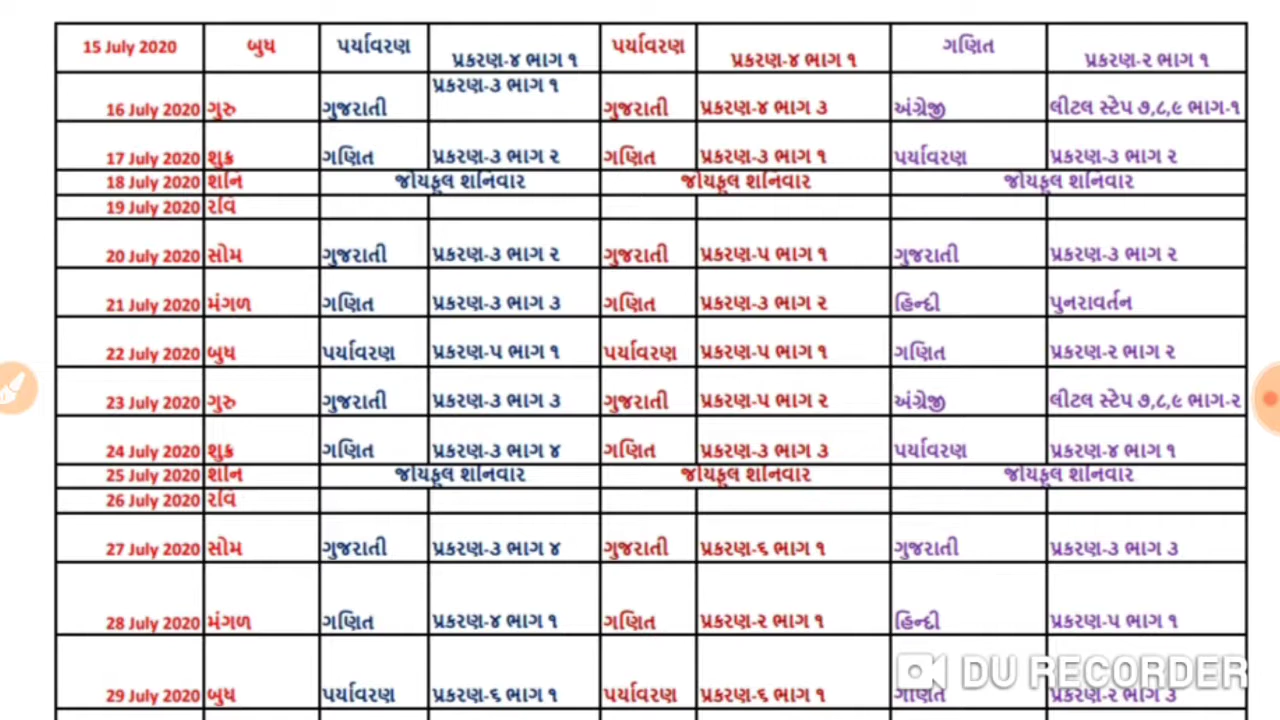 15 July 2020 બુધ પર્યાવરણ પ્રકરણ-૪ ભાગ ૧ પર્યાવરણ પ્રકરણ-૪ ભાગ ૧ ગણિત પ્રકરણ-૨ ભાગ ૧
16 July 2020 ગુરુ ગુજરાતી પ્રકરણ-૩ ભાગ ૧ ગુજરાતી પ્રકરણ-૪ ભાગ ૩ અંગ્રેજી લીટલ સ્ટેપ ૭,૮,૯ ભાગ-૧
17 July 2020 શુક્ર ગણિત પ્રકરણ-૩ ભાગ ૨ ગણિત પ્રકરણ-૩ ભાગ ૧ પર્યાવરણ પ્રકરણ-૩ ભાગ ૨
18 July 2020 શનિ જોયફૂલ શનિવાર જોયફૂલ શનિવાર જોયફૂલ શનિવાર
19 July 2020 રવિ
20 July 2020 સોમ ગુજરાતી પ્રકરણ-૩ ભાગ ૨ ગુજરાતી પ્રકરણ-૫ ભાગ ૧ ગુજરાતી પ્રકરણ-૩ ભાગ ૨
21 July 2020 મંગળ ગણિત પ્રકરણ-૩ ભાગ ૩ ગણિત પ્રકરણ-૩ ભાગ ૨ હિન્દી પુનરાવર્તન
22 July 2020 બુધ પર્યાવરણ પ્રકરણ-૫ ભાગ ૧ પર્યાવરણ પ્રકરણ-૫ ભાગ ૧ ગણિત પ્રકરણ-૨ ભાગ ૨
23 July 2020 ગુરુ ગુજરાતી પ્રકરણ-૩ ભાગ ૩ ગુજરાતી પ્રકરણ-૫ ભાગ ૨ અંગ્રેજી લીટલ સ્ટેપ ૭,૮,૯ ભાગ-૨
24 July 2020 શુક્ર ગણિત પ્રકરણ-૩ ભાગ ૪ ગણિત પ્રકરણ-૩ ભાગ ૩ પર્યાવરણ પ્રકરણ-૪ ભાગ ૧
25 July 2020 શનિ જોયફૂલ શનિવાર જોયફૂલ શનિવાર જોયફૂલ શનિવાર
26 July 2020 રવિ
27 July 2020 સોમ ગુજરાતી પ્રકરણ-૩ ભાગ ૪ ગુજરાતી પ્રકરણ-૬ ભાગ ૧ ગુજરાતી પ્રકરણ-૩ ભાગ ૩
28 July 2020 મંગળ ગણિત પ્રકરણ-૪ ભાગ ૧ ગણિત પ્રકરણ-૨ ભાગ ૧ હિન્દી પ્રકરણ-૫ ભાગ ૧
DU RECORDER
29 July 2020 બુધ પર્યાવરણ પ્રકરણ-૬ ભાગ ૧ પર્યાવરણ પ્રકરણ-૬ ભાગ ૧ ગણિત પ્રકરણ-૨ ભાગ ૩